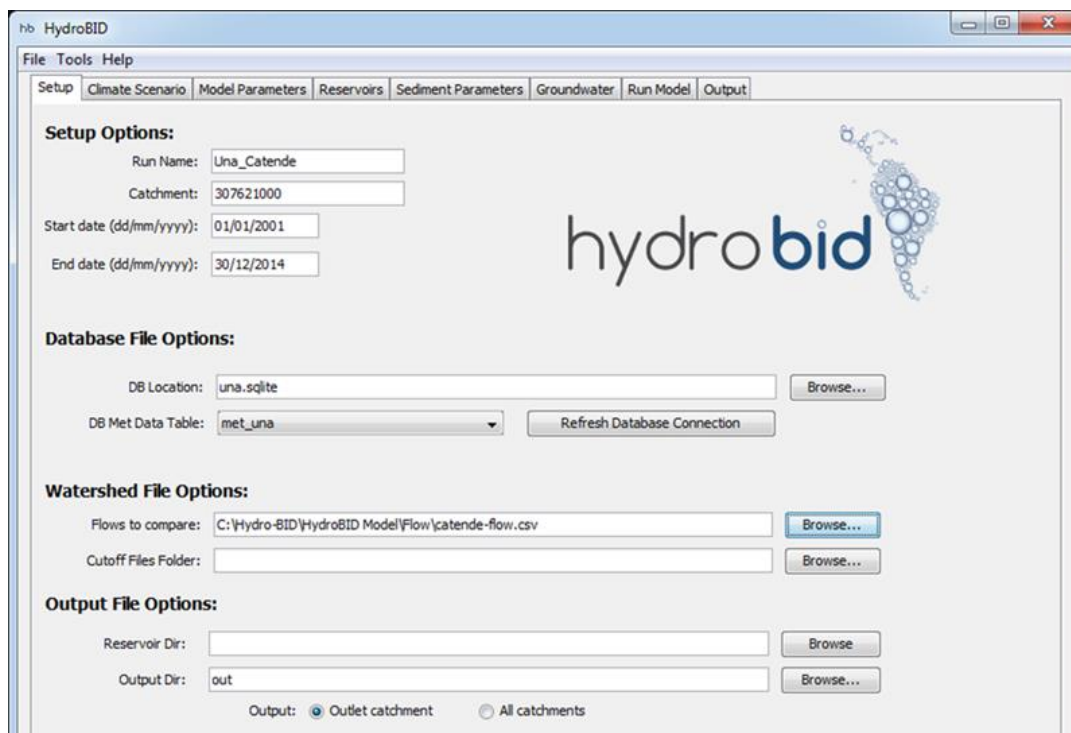 hb HydroBID
File Tools Help
Setup Climate Scenario Model Parameters Reservoirs Sediment Parameters Groundwater Run Model Output
Setup Options:
Run Name: Una_Catende
Catchment: 307621000
Start date (dd/mm/yyyy): 01/01/2001
End date (dd/mm/yyyy): 30/12/2014
hydrobid
Database File Options:
DB Location: una.sqlite Browse...
DB Met Data Table: met_una Refresh Database Connection
Watershed File Options:
Flows to compare: C:\Hydro-BID\HydroBID Model\Flow\catende-flow.csv Browse...
Cutoff Files Folder: Browse...
Output File Options:
Reservoir Dir: Browse
Output Dir: out Browse...
Output: Outlet catchment All catchments